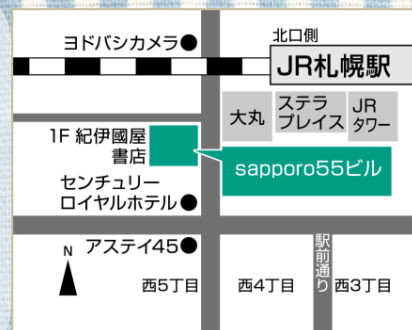 ヨドバシカメラ
北口側
JR札幌駅
大丸
ステラ
プレイス
JR
タワー
1F 紀伊國屋
書店
sapporo55ビル
センチュリー
ロイヤルホテル
N
アステイ45
駅前通り
西5丁目
西4丁目
西3丁目